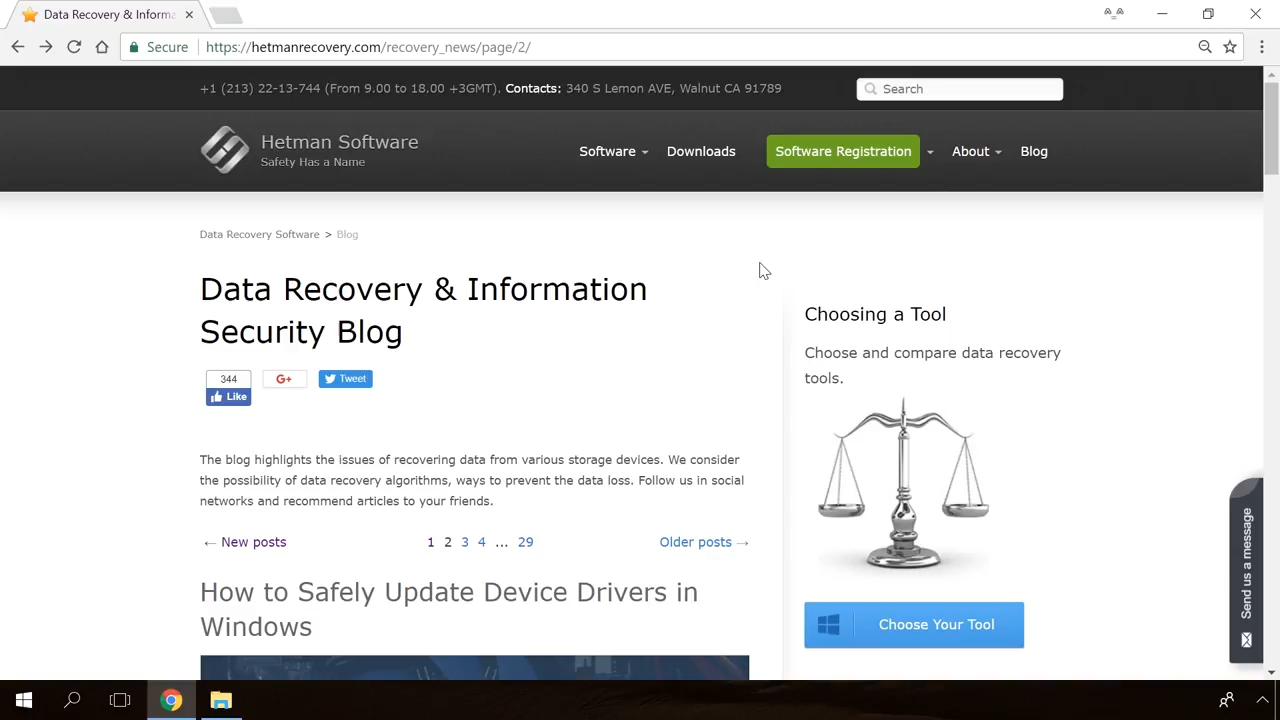 Data Recovery & Informa
Secure https://hetmanrecovery.com/recovery_news/page/2/
+1 (213) 22-13-744 (From 9.00 to 18.00 +3GMT). Contacts: 340 S Lemon AVE, Walnut CA 91789
Search
Hetman Software
Safety Has a Name
Software
Downloads
Software Registration
About
Blog
Data Recovery Software > Blog
Data Recovery & Information
Security Blog
344
Like
G+
Tweet
The blog highlights the issues of recovering data from various storage devices. We consider
the possibility of data recovery algorithms, ways to prevent the data loss. Follow us in social
networks and recommend articles to your friends.
← New posts 1 2 3 4 ... 29 Older posts →
How to Safely Update Device Drivers in
Windows
Choosing a Tool
Choose and compare data recovery
tools.
Choose Your Tool
Send us a message